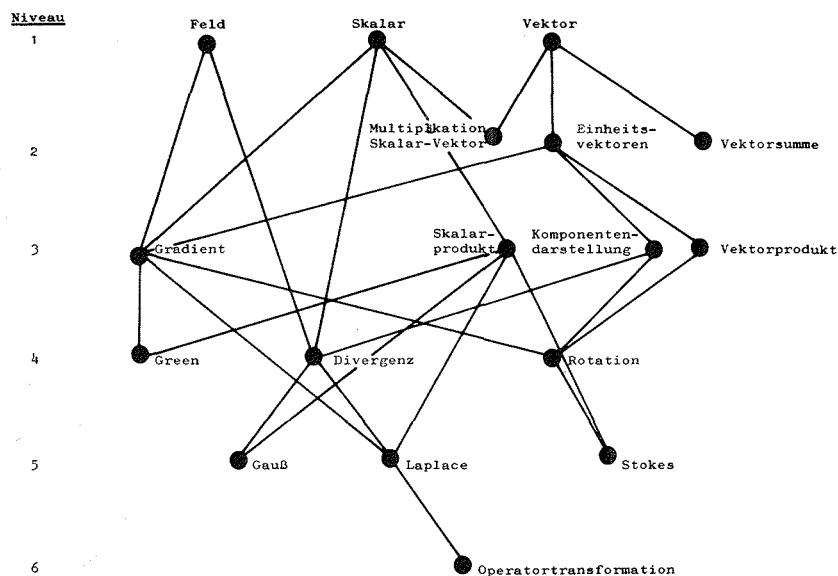 Niveau
Feld Skalar Vektor
1
Multiplikation Einheits-
2 Skalar-Vektor vektoren Vektorsumme
Skalar- Komponenten-
3 Gradient produkt darstellung Vektorprodukt
4 Green Divergenz Rotation
5 Gauß Laplace Stokes
6 Operatortransformation